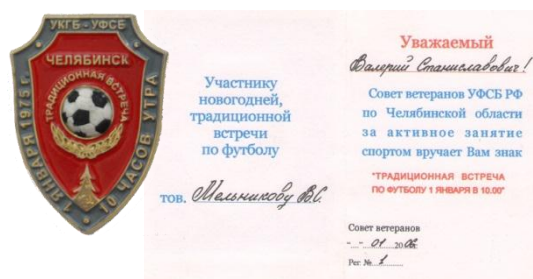 УКГБ - УФСБ
ЧЕЛЯБИНСК
ТРАДИЦИОННАЯ ВСТРЕЧА
1 ЯНВАРЯ 1975 г.
10 ЧАСОВ УТРА
Участнику
новогодней,
традиционной
встречи
по футболу
тов. Мельникову В.С.
Уважаемый
Валерий Станиславович!
Совет ветеранов УФСБ РФ
по Челябинской области
за активное занятие
спортом вручает Вам знак
"ТРАДИЦИОННАЯ ВСТРЕЧА
ПО ФУТБОЛУ 1 ЯНВАРЯ В 10.00"
Совет ветеранов
-..- 01 2006г.
Рег. № 1